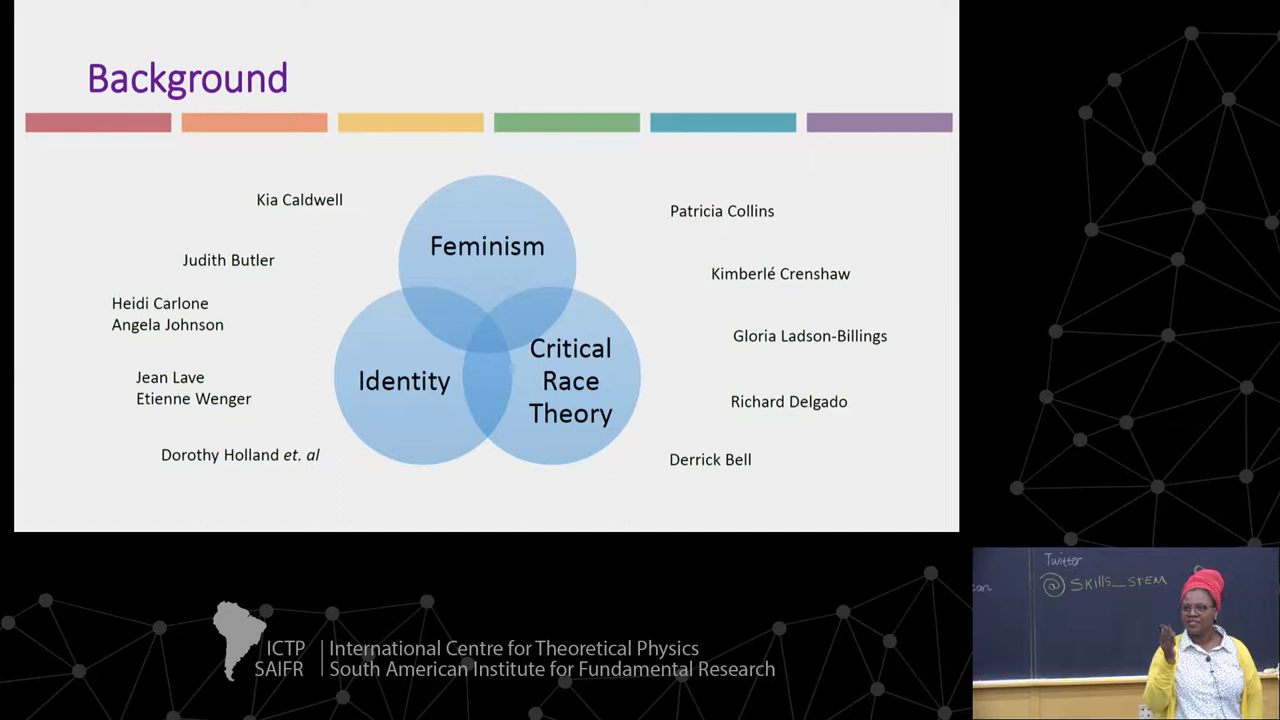 Background
Kia Caldwell
Patricia Collins
Feminism
Judith Butler
Kimberlé Crenshaw
Heidi Carlone
Angela Johnson
Gloria Ladson-Billings
Critical
Race
Theory
Identity
Jean Lave
Etienne Wenger
Richard Delgado
Dorothy Holland et. al
Derrick Bell
Twitter
@ Skills_STEM
ICTP
SAIFR
International Centre for Theoretical Physics
South American Institute for Fundamental Research